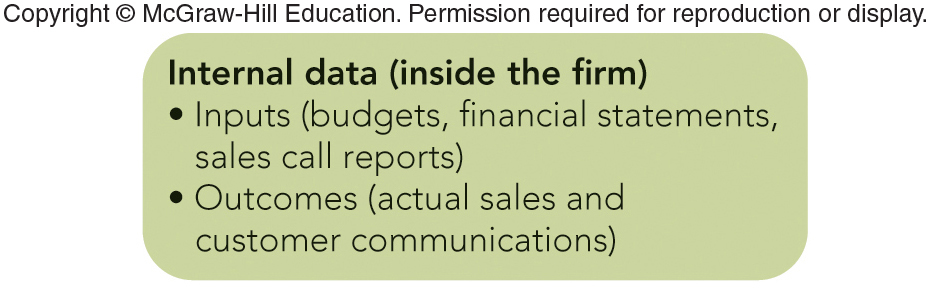 Copyright © McGraw-Hill Education. Permission required for reproduction or display.
Internal data (inside the firm)
• Inputs (budgets, financial statements,
sales call reports)
• Outcomes (actual sales and
customer communications)